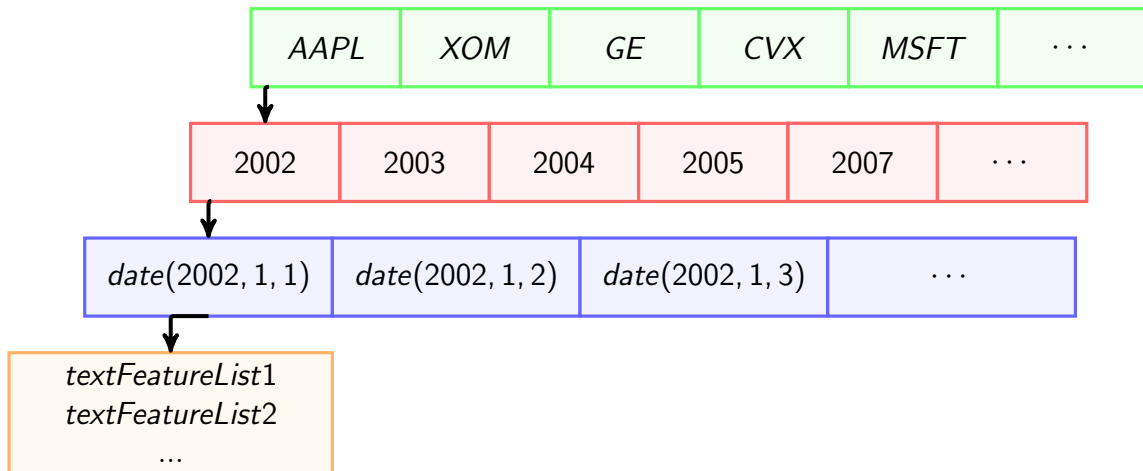 AAPL XOM GE CVX MSFT ···
2002 2003 2004 2005 2007 ···
date(2002, 1, 1) date(2002, 1, 2) date(2002, 1, 3) ···
textFeatureList1
textFeatureList2
...